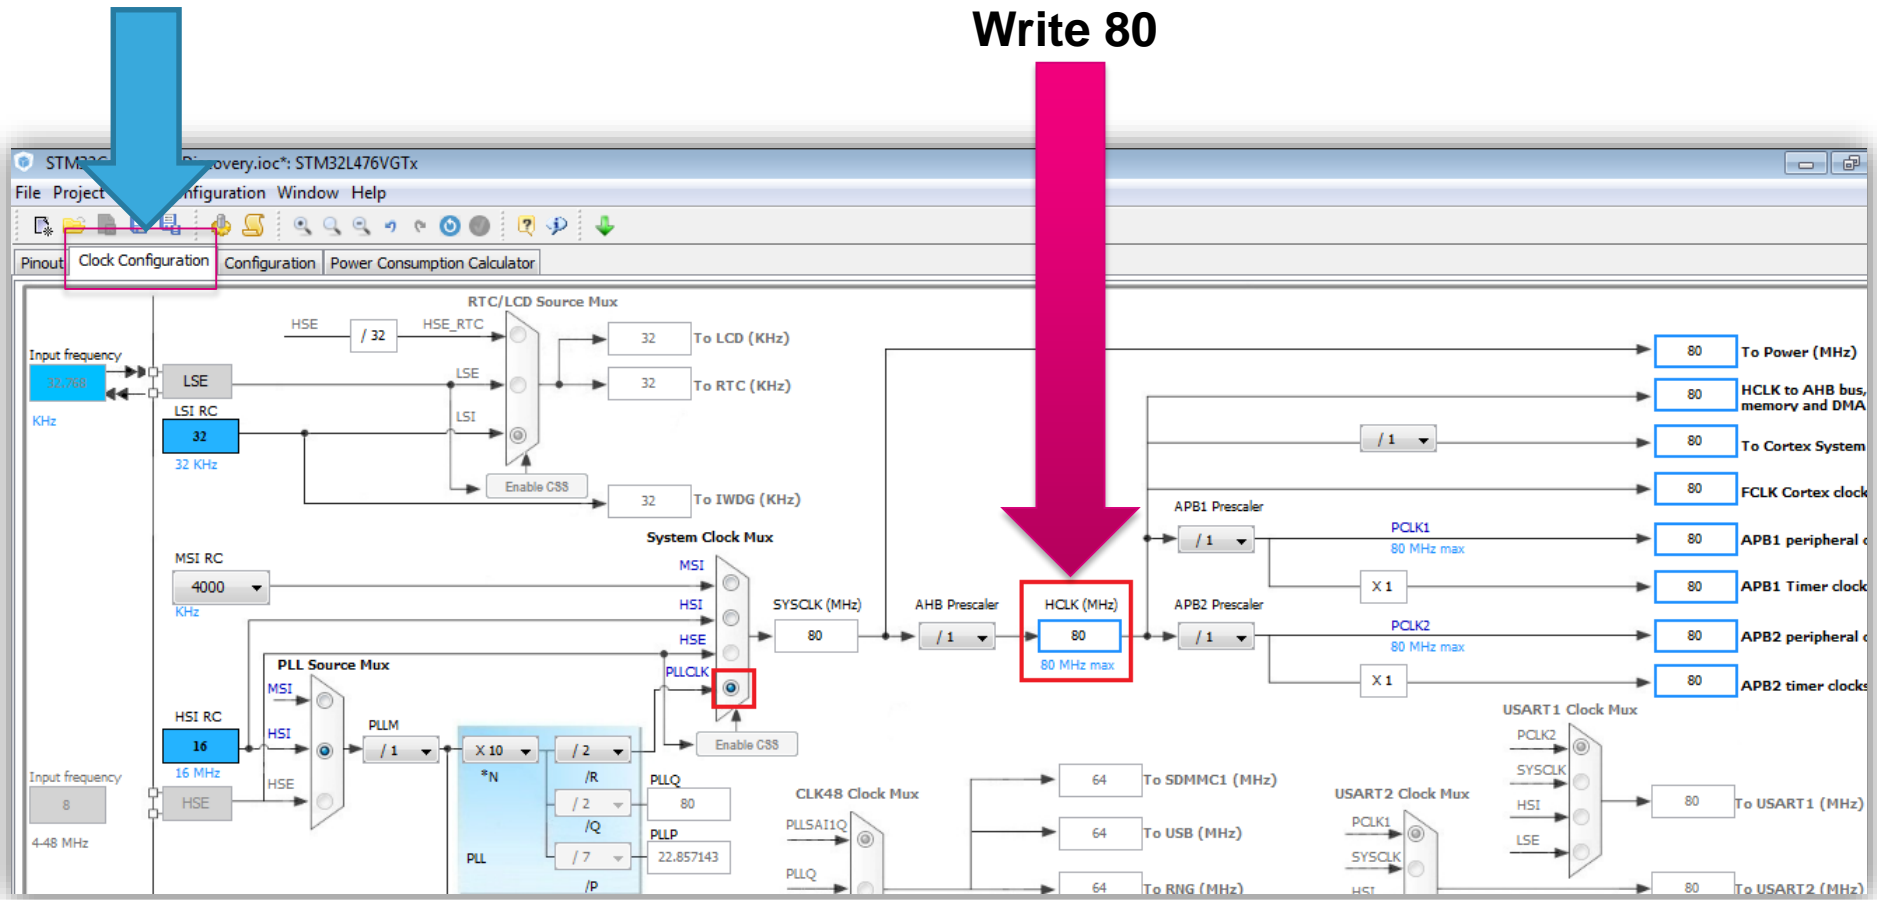 Write 80
STM32C
Discovery.ioc*: STM32L476VGTx
File Project
nfiguration Window Help
Pinout Clock Configuration Configuration Power Consumption Calculator
RTC/LCD Source Mux
HSE / 32 HSE_RTC
32 To LCD (KHz)
Input frequency
32.768
KHz
LSE
LSE
32 To RTC (KHz)
LSI RC
32
32 KHz
LSI
Enable CSS
32 To IWDG (KHz)
80 To Power (MHz)
80 HCLK to AHB bus,
memory and DMA
/ 1
80 To Cortex System
80 FCLK Cortex clock
APB1 Prescaler
/ 1
PCLK1
80 MHz max
80 APB1 peripheral c
X 1
80 APB1 Timer clock
System Clock Mux
MSI RC
4000
KHz
MSI
HSI
HSE
PLLCLK
SYSCLK (MHz)
80
AHB Prescaler
/ 1
HCLK (MHz)
80
80 MHz max
APB2 Prescaler
/ 1
PCLK2
80 MHz max
80 APB2 peripheral c
X 1
80 APB2 timer clocks
Enable CSS
PLL Source Mux
MSI
HSI RC
16
16 MHz
HSI
HSE
PLLM
/ 1
X 10
*N
/ 2
/R
/ 2
/Q
/ 7
/P
PLL
PLLQ
80
PLLP
22.857143
Input frequency
8
4-48 MHz
HSE
CLK48 Clock Mux
PLLSAI1Q
PLLQ
64 To SDMMC1 (MHz)
64 To USB (MHz)
64 To RNG (MHz)
USART1 Clock Mux
PCLK2
SYSCLK
HSI
LSE
80 To USART1 (MHz)
USART2 Clock Mux
PCLK1
SYSCLK
HSI
80 To USART2 (MHz)